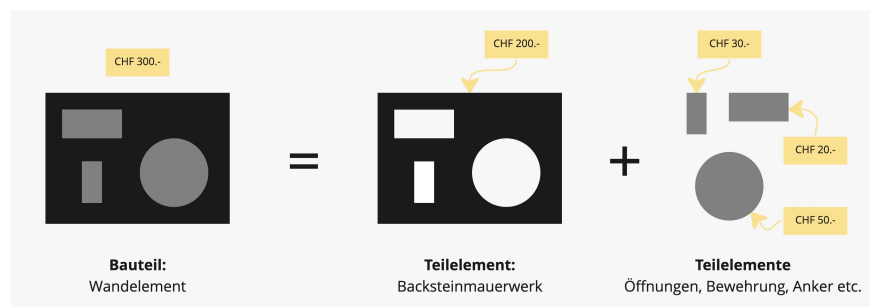 CHF 300.-
CHF 200.-
CHF 30.-
CHF 20.-
CHF 50.-
=
+
Bauteil:
Wandelement
Teilelement:
Backsteinmauerwerk
Teilelemente
Öffnungen, Bewehrung, Anker etc.